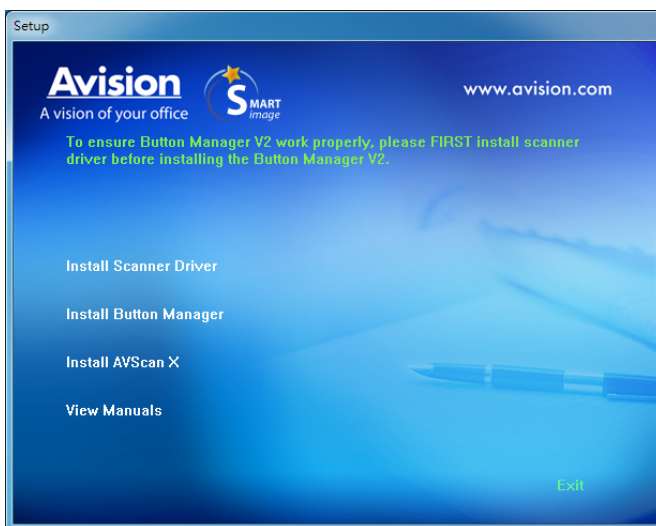 Setup
Avision
A vision of your office
SMART
image
www.avision.com
To ensure Button Manager V2 work properly, please FIRST install scanner
driver before installing the Button Manager V2.
Install Scanner Driver
Install Button Manager
Install AVScan X
View Manuals
Exit